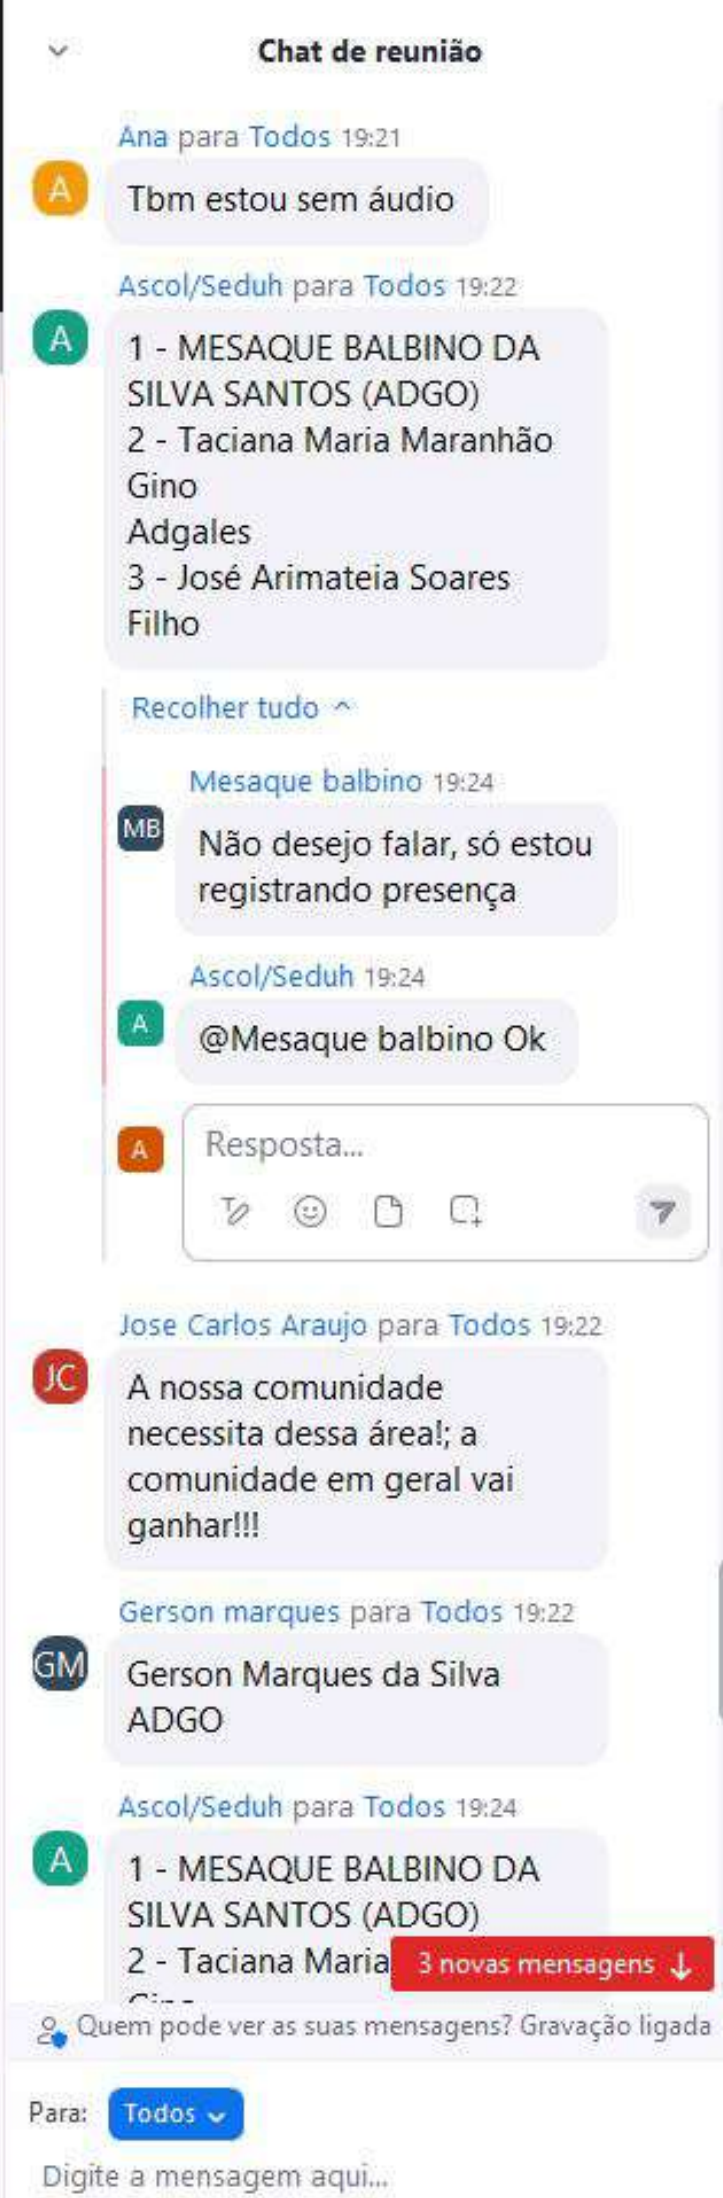 Chat de reunião
Ana para Todos 19:21
A
Tbm estou sem áudio
Ascol/Seduh para Todos 19:22
A
1 - MESAQUE BALBINO DA
SILVA SANTOS (ADGO)
2 - Taciana Maria Maranhão
Gino
Adgales
3 - José Arimateia Soares
Filho
Recolher tudo
Mesaque balbino 19:24
MB
Não desejo falar, só estou
registrando presença
Ascol/Seduh 19:24
A
@Mesaque balbino Ok
A
Resposta...
Jose Carlos Araujo para Todos 19:22
JC
A nossa comunidade
necessita dessa área!; a
comunidade em geral vai
ganhar!!!
Gerson marques para Todos 19:22
GM
Gerson Marques da Silva
ADGO
Ascol/Seduh para Todos 19:24
A
1 - MESAQUE BALBINO DA
SILVA SANTOS (ADGO)
2 - Taciana Maria
3 novas mensagens
Quem pode ver as suas mensagens? Gravação ligada
Para: Todos
Digite a mensagem aqui...